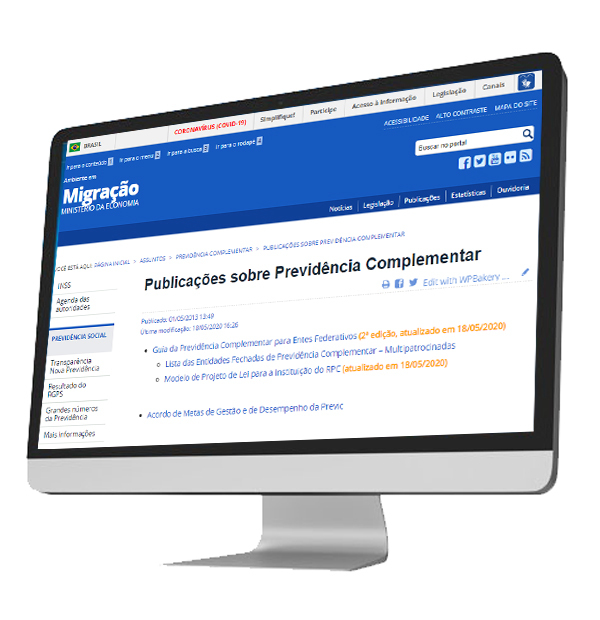 BRASIL
CORONAVÍRUS (COVID-19)
Simplifique!
Participe
Acesso à informação
Legislação
Canais
Ir para o conteúdo 1
Ir para o menu 2
Ir para a busca 3
Ir para o rodapé 4
ACESSIBILIDADE
ALTO CONTRASTE
MAPA DO SITE
Ambiente em
Migração
MINISTÉRIO DA ECONOMIA
Buscar no portal
Notícias
Legislação
Publicações
Estatísticas
Ouvidoria
VOCÊ ESTÁ AQUI: PÁGINA INICIAL > ASSUNTOS > PREVIDÊNCIA COMPLEMENTAR > PUBLICAÇÕES SOBRE PREVIDÊNCIA COMPLEMENTAR
INSS
Agenda das
autoridades
PREVIDÊNCIA SOCIAL
Transparência
Nova Previdência
Resultado do
RGPS
Grandes números
da Previdência
Mais informações
Publicações sobre Previdência Complementar
Edit with WPBakery ...
Publicado: 01/05/2013 13:49
Última modificação: 18/05/2020 16:26
Guia da Previdência Complementar para Entes Federativos (2ª edição, atualizado em 18/05/2020)
Lista das Entidades Fechadas de Previdência Complementar – Multipatrocinadas
Modelo de Projeto de Lei para a Instituição do RPC (atualizado em 18/05/2020)
Acordo de Metas de Gestão e de Desempenho da Previc